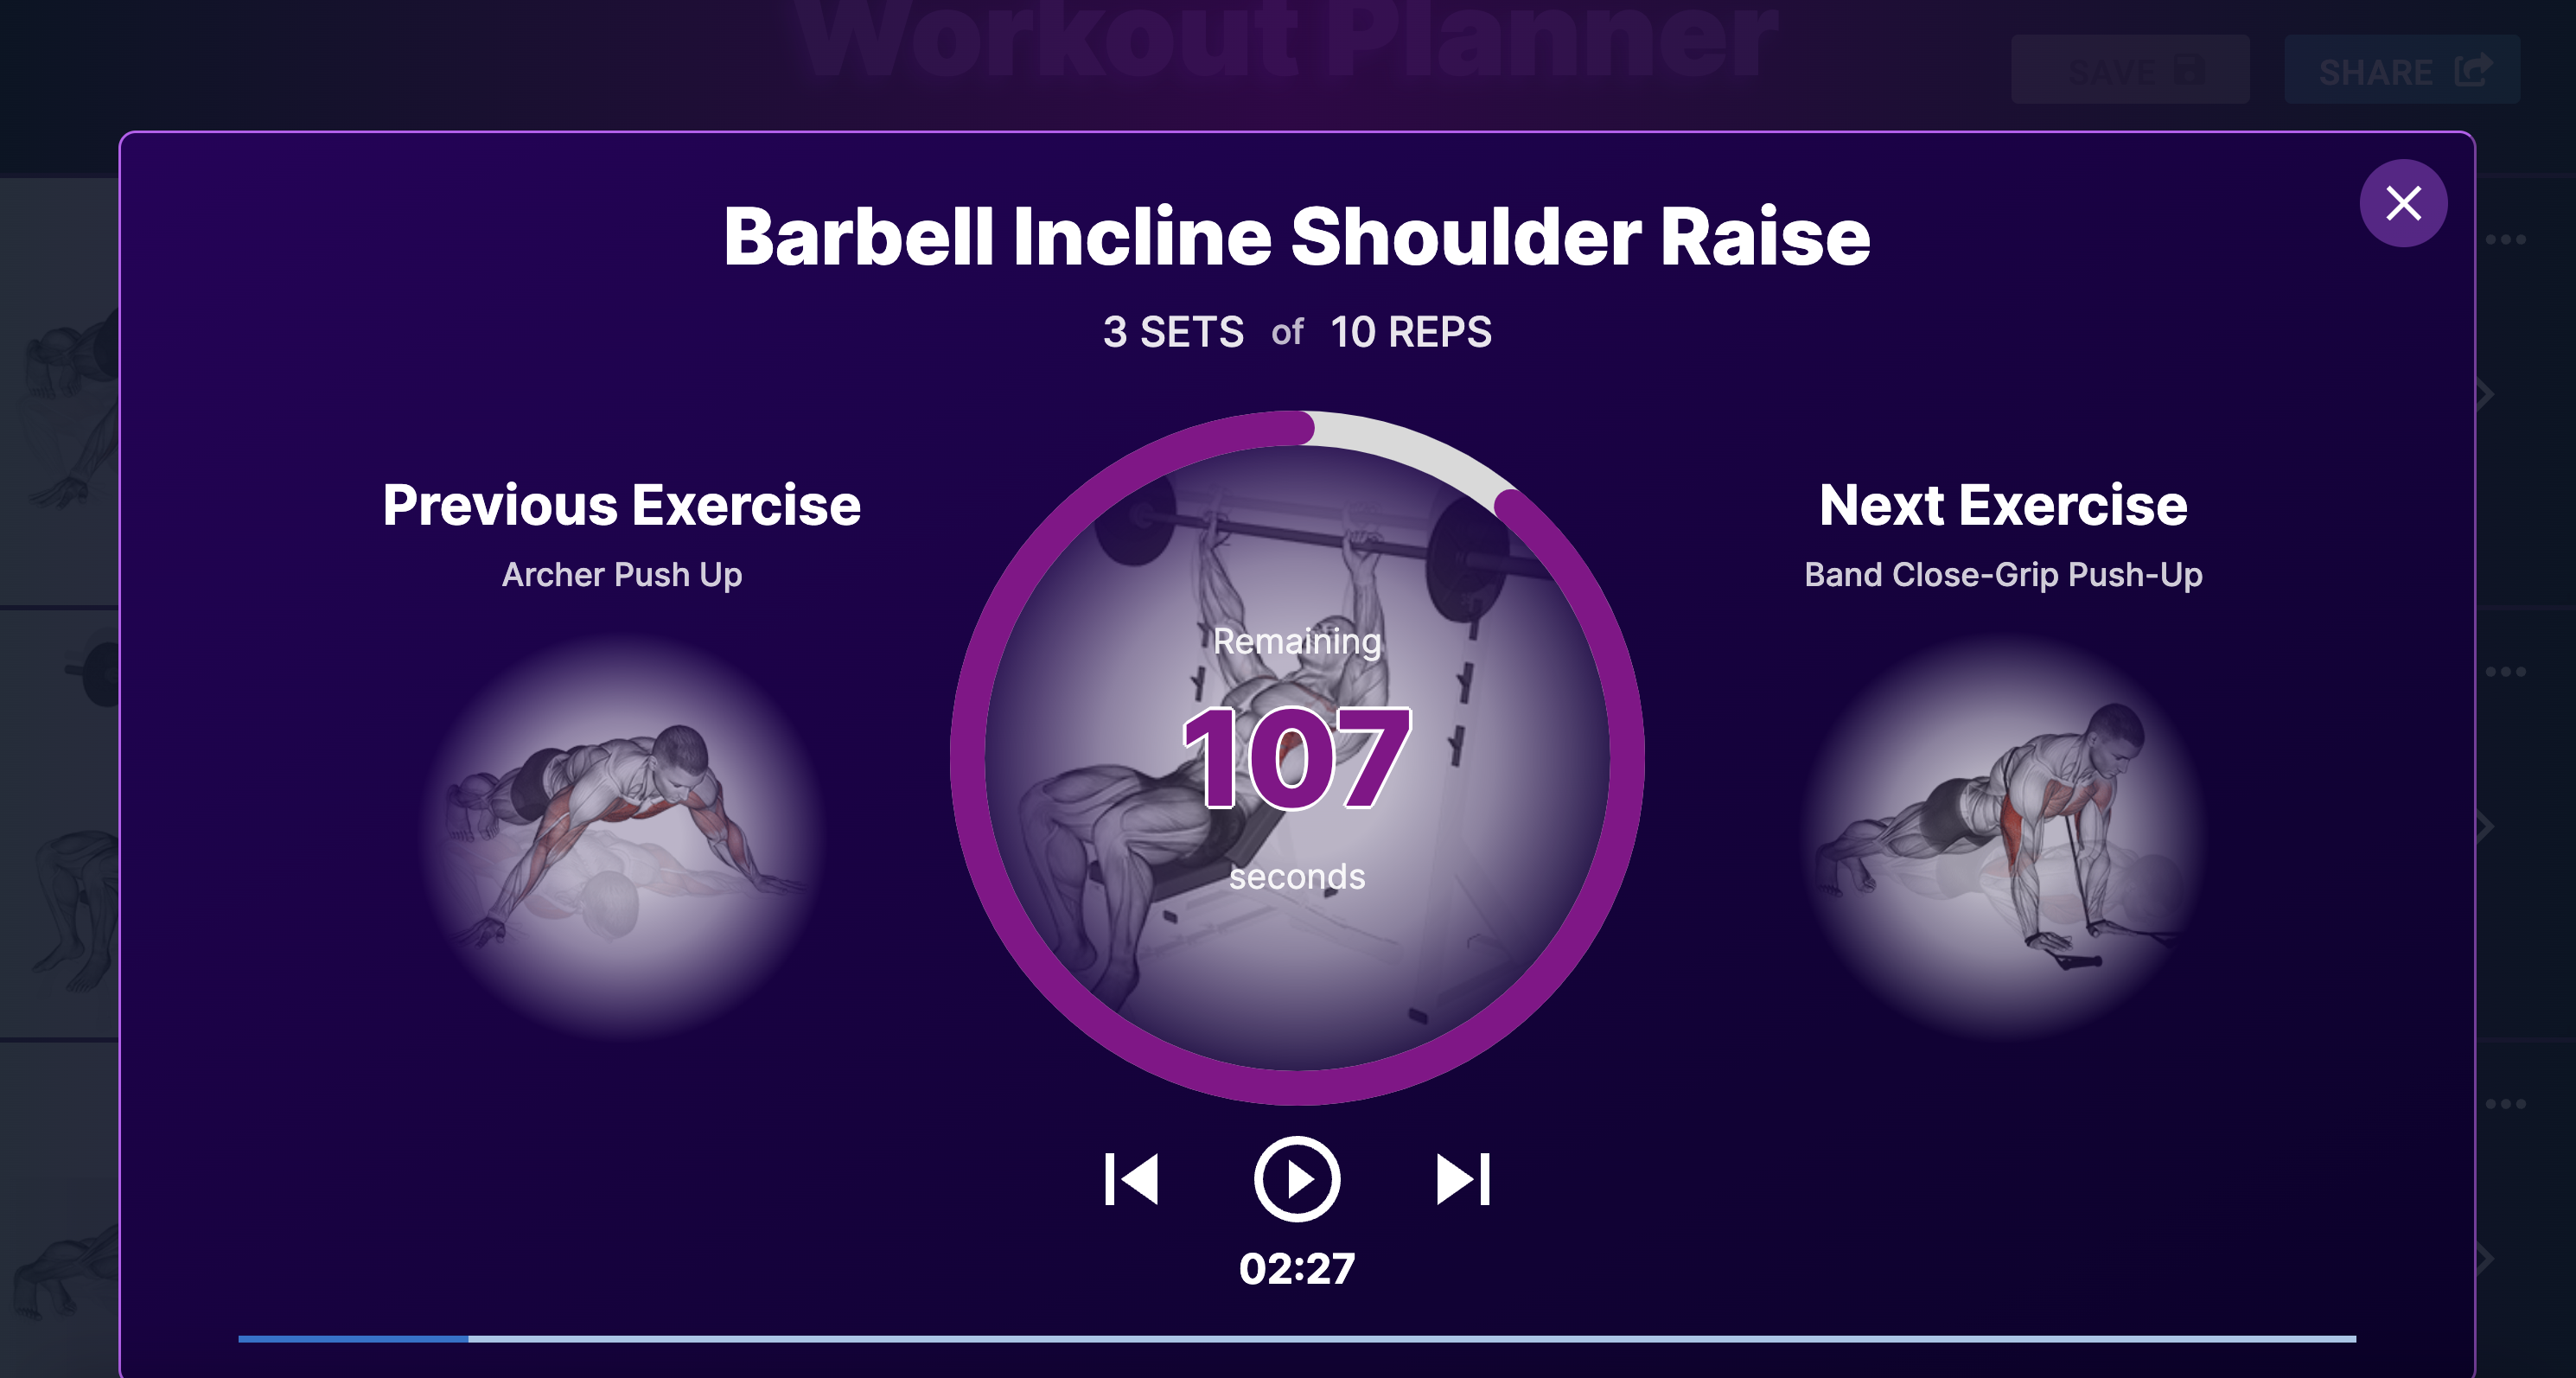 Workout Planner
SAVE
SHARE
Barbell Incline Shoulder Raise
3 SETS of 10 REPS
Previous Exercise
Archer Push Up
Remaining
107
seconds
Next Exercise
Band Close-Grip Push-Up
02:27